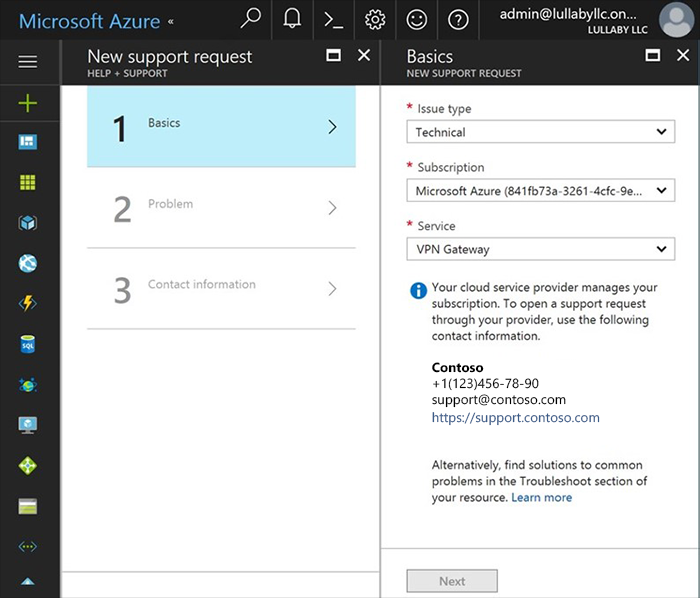 Microsoft Azure «
admin@lullabyllc.on...
LULLABY LLC
New support request
HELP + SUPPORT
1 Basics
2 Problem
3 Contact information
Basics
NEW SUPPORT REQUEST
* Issue type
Technical
* Subscription
Microsoft Azure (841fb73a-3261-4cfc-9e...
* Service
VPN Gateway
Your cloud service provider manages your
subscription. To open a support request
through your provider, use the following
contact information.
Contoso
+1(123)456-78-90
support@contoso.com
https://support.contoso.com
Alternatively, find solutions to common
problems in the Troubleshoot section of
your resource. Learn more
Next